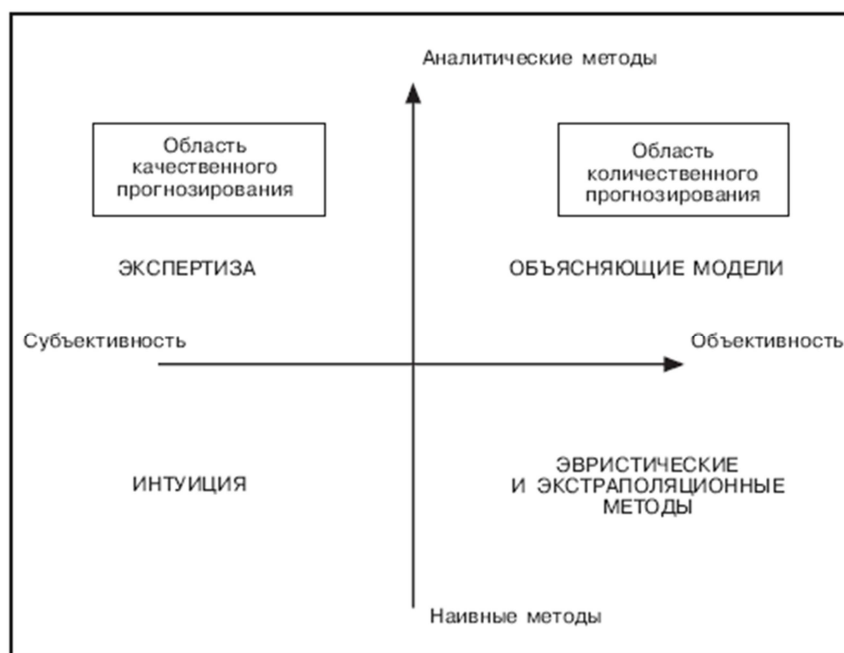 Аналитические методы
Область
качественного
прогнозирования
Область
количественного
прогнозирования
ЭКСПЕРТИЗА
ОБЪЯСНЯЮЩИЕ МОДЕЛИ
Субъективность
Объективность
ИНТУИЦИЯ
ЭВРИСТИЧЕСКИЕ
И ЭКСТРАПОЛЯЦИОННЫЕ
МЕТОДЫ
Наивные методы